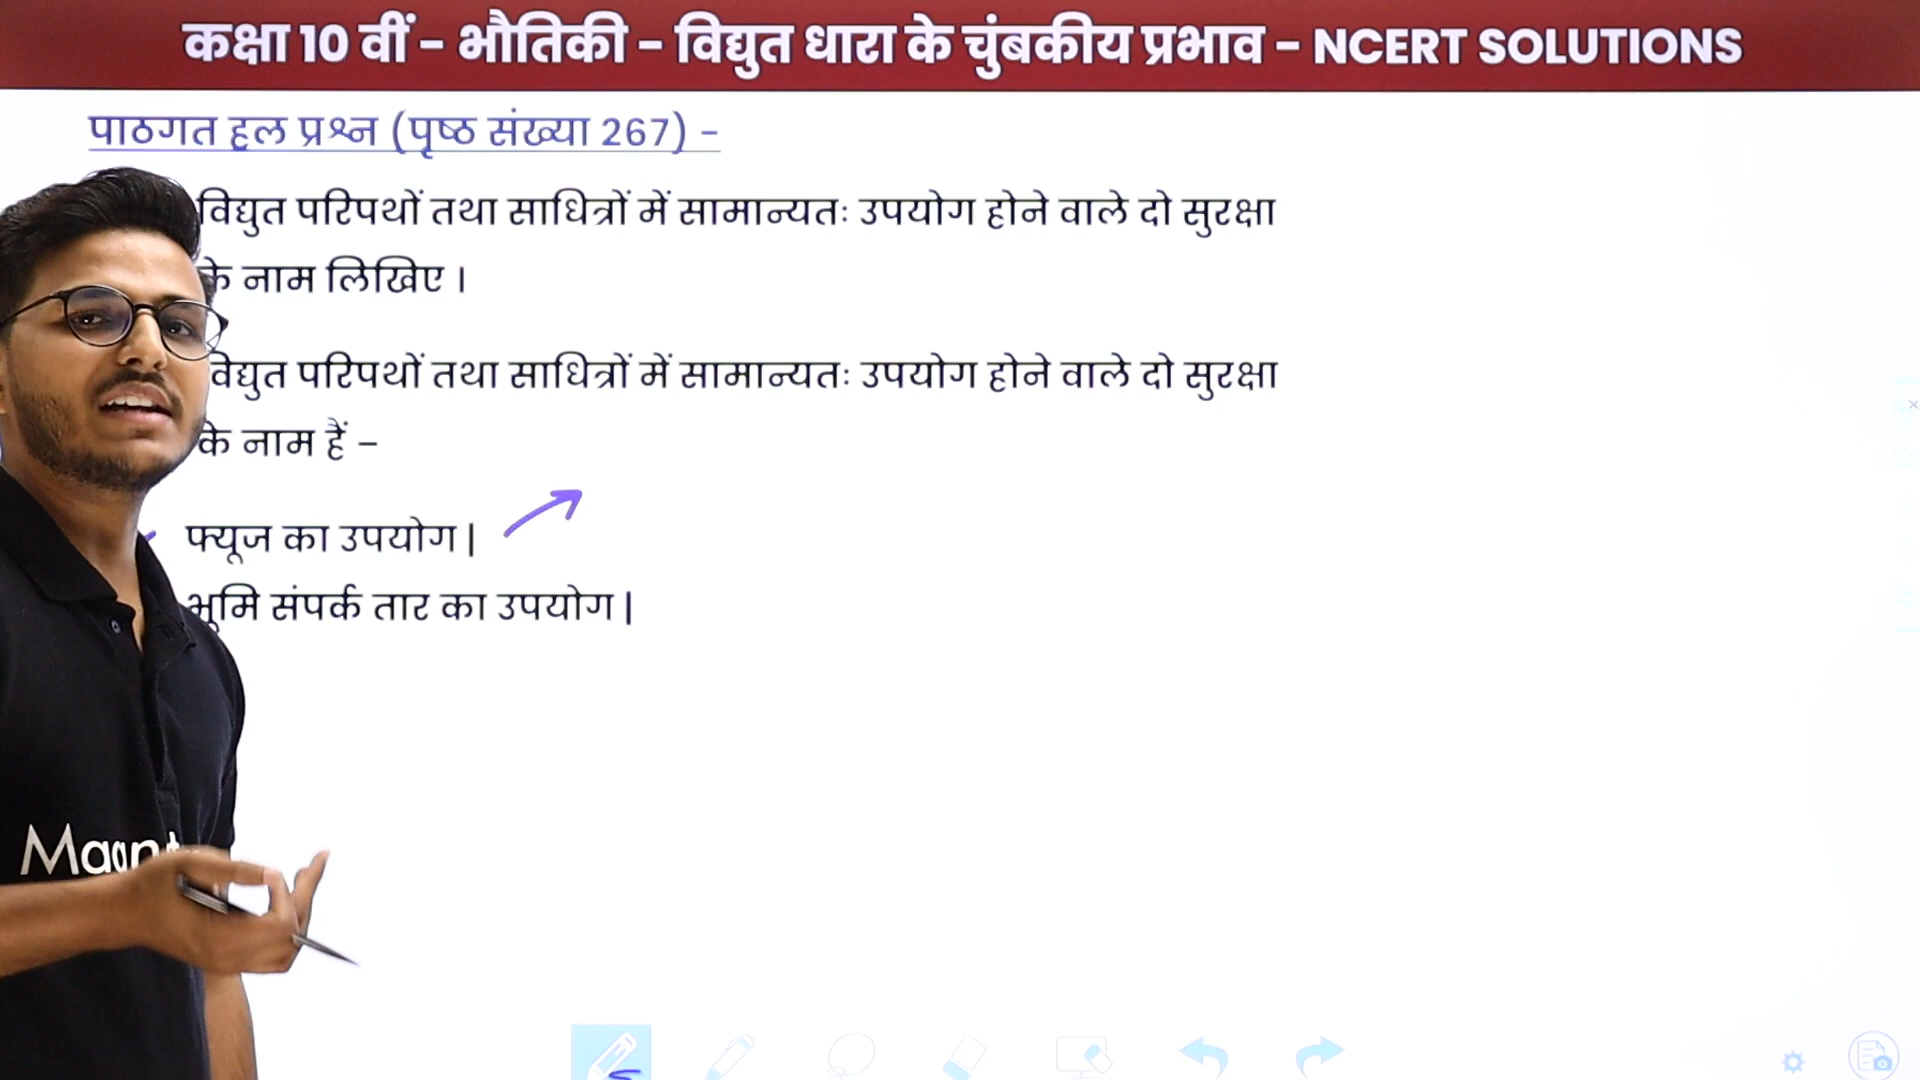 कक्षा 10 वीं - भौतिकी - विद्युत धारा के चुंबकीय प्रभाव - NCERT SOLUTIONS
पाठगत हल प्रश्न (पृष्ठ संख्या 267) -
विद्युत परिपथों तथा साधित्रों में सामान्यतः उपयोग होने वाले दो सुरक्षा
के नाम लिखिए ।
विद्युत परिपथों तथा साधित्रों में सामान्यतः उपयोग होने वाले दो सुरक्षा
के नाम हैं –
फ्यूज का उपयोग |
भूमि संपर्क तार का उपयोग |